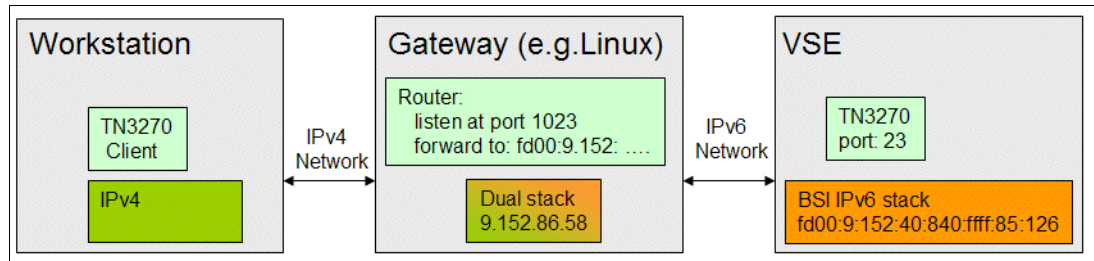 Workstation
TN3270
Client
IPv4
IPv4
Network
Gateway (e.g.Linux)
Router:
listen at port 1023
forward to: fd00:9.152: ....
Dual stack
9.152.86.58
IPv6
Network
VSE
TN3270
port: 23
BSI IPv6 stack
fd00:9:152:40:840:ffff:85:126